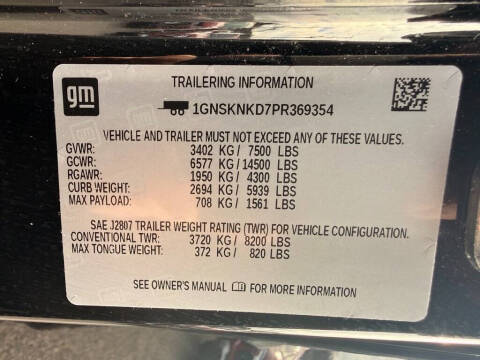 gm
TRAILERING INFORMATION
1GNSKNKD7PR369354
VEHICLE AND TRAILER MUST NOT EXCEED ANY OF THESE VALUES.
GVWR: 3402 KG/ 7500 LBS
GCWR: 6577 KG/ 14500 LBS
RGAWR: 1950 KG/ 4300 LBS
CURB WEIGHT: 2694 KG/ 5939 LBS
MAX PAYLOAD: 708 KG/ 1561 LBS
SAE J2807 TRAILER WEIGHT RATING (TWR) FOR VEHICLE CONFIGURATION.
CONVENTIONAL TWR: 3720 KG/ 8200 LBS
MAX TONGUE WEIGHT: 372 KG/ 820 LBS
SEE OWNER'S MANUAL FOR MORE INFORMATION